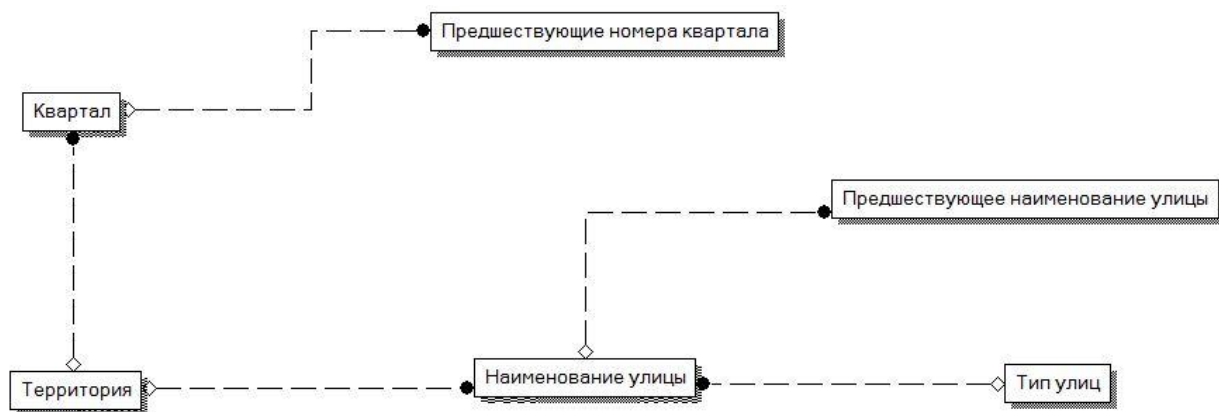 Предшествующие номера квартала
Квартал
Предшествующее наименование улицы
Территория
Наименование улицы
Тип улиц